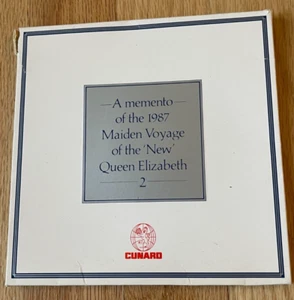 A memento
of the 1987
Maiden Voyage
of the 'New'
Queen Elizabeth
2
CUNARD